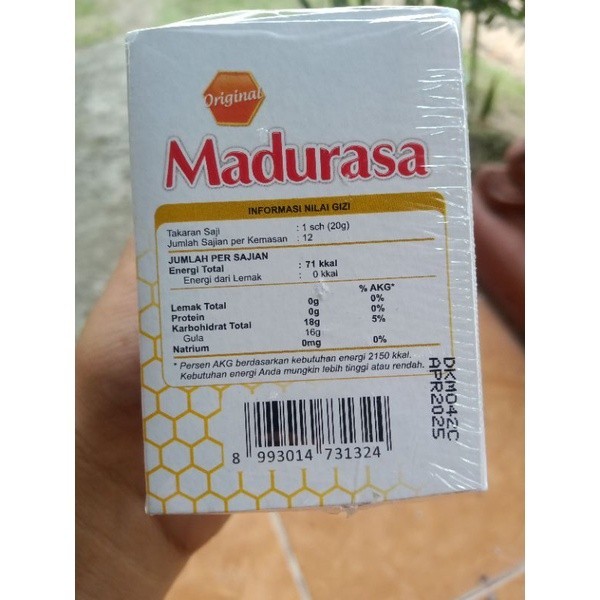 Original
Madurasa
INFORMASI NILAI GIZI
Takaran Saji : 1 sch (20g)
Jumlah Sajian per Kemasan : 12
JUMLAH PER SAJIAN
Energi Total : 71 kkal
Energi dari Lemak : 0 kkal
% AKG*
Lemak Total 0g 0%
Protein 0g 0%
Karbohidrat Total 18g 5%
Gula 16g
Natrium 0mg 0%
* Persen AKG berdasarkan kebutuhan energi 2150 kkal.
Kebutuhan energi Anda mungkin lebih tinggi atau rendah.
DKM042C
APR2025
8 993014 731324